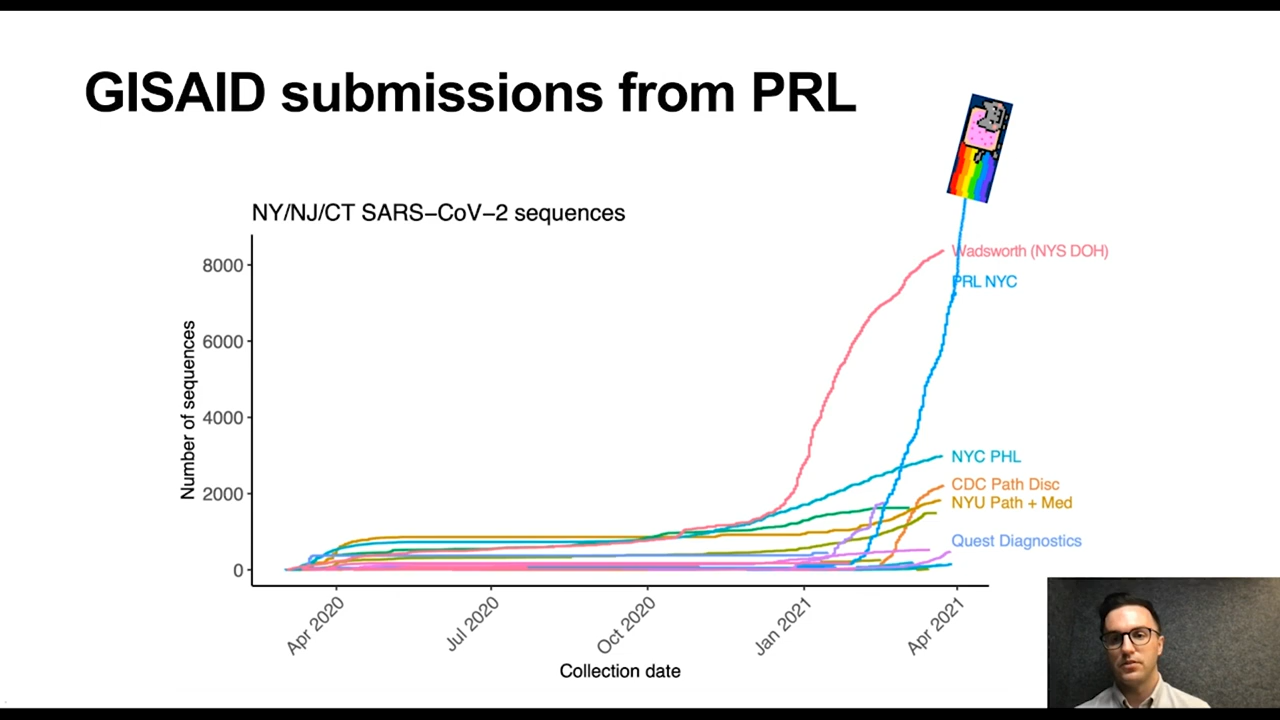 GISAID submissions from PRL
NY/NJ/CT SARS−CoV−2 sequences
Number of sequences
8000
6000
4000
2000
0
Wadsworth (NYS DOH)
PRL NYC
NYC PHL
CDC Path Disc
NYU Path + Med
Quest Diagnostics
Apr 2020
Jul 2020
Oct 2020
Jan 2021
Apr 2021
Collection date